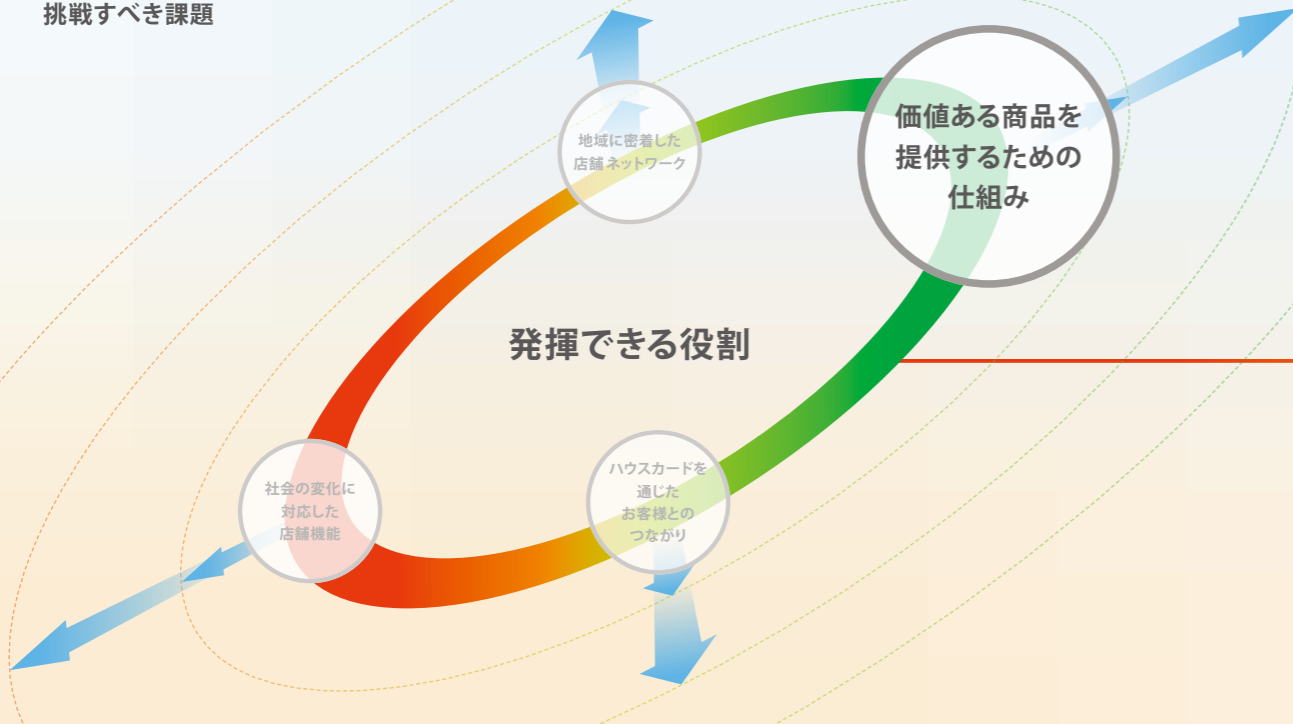 挑戦すべき課題
地域に密着した
店舗ネットワーク
価値ある商品を
提供するための
仕組み
発揮できる役割
社会の変化に
対応した
店舗機能
ハウスカードを
通じた
お客様との
つながり